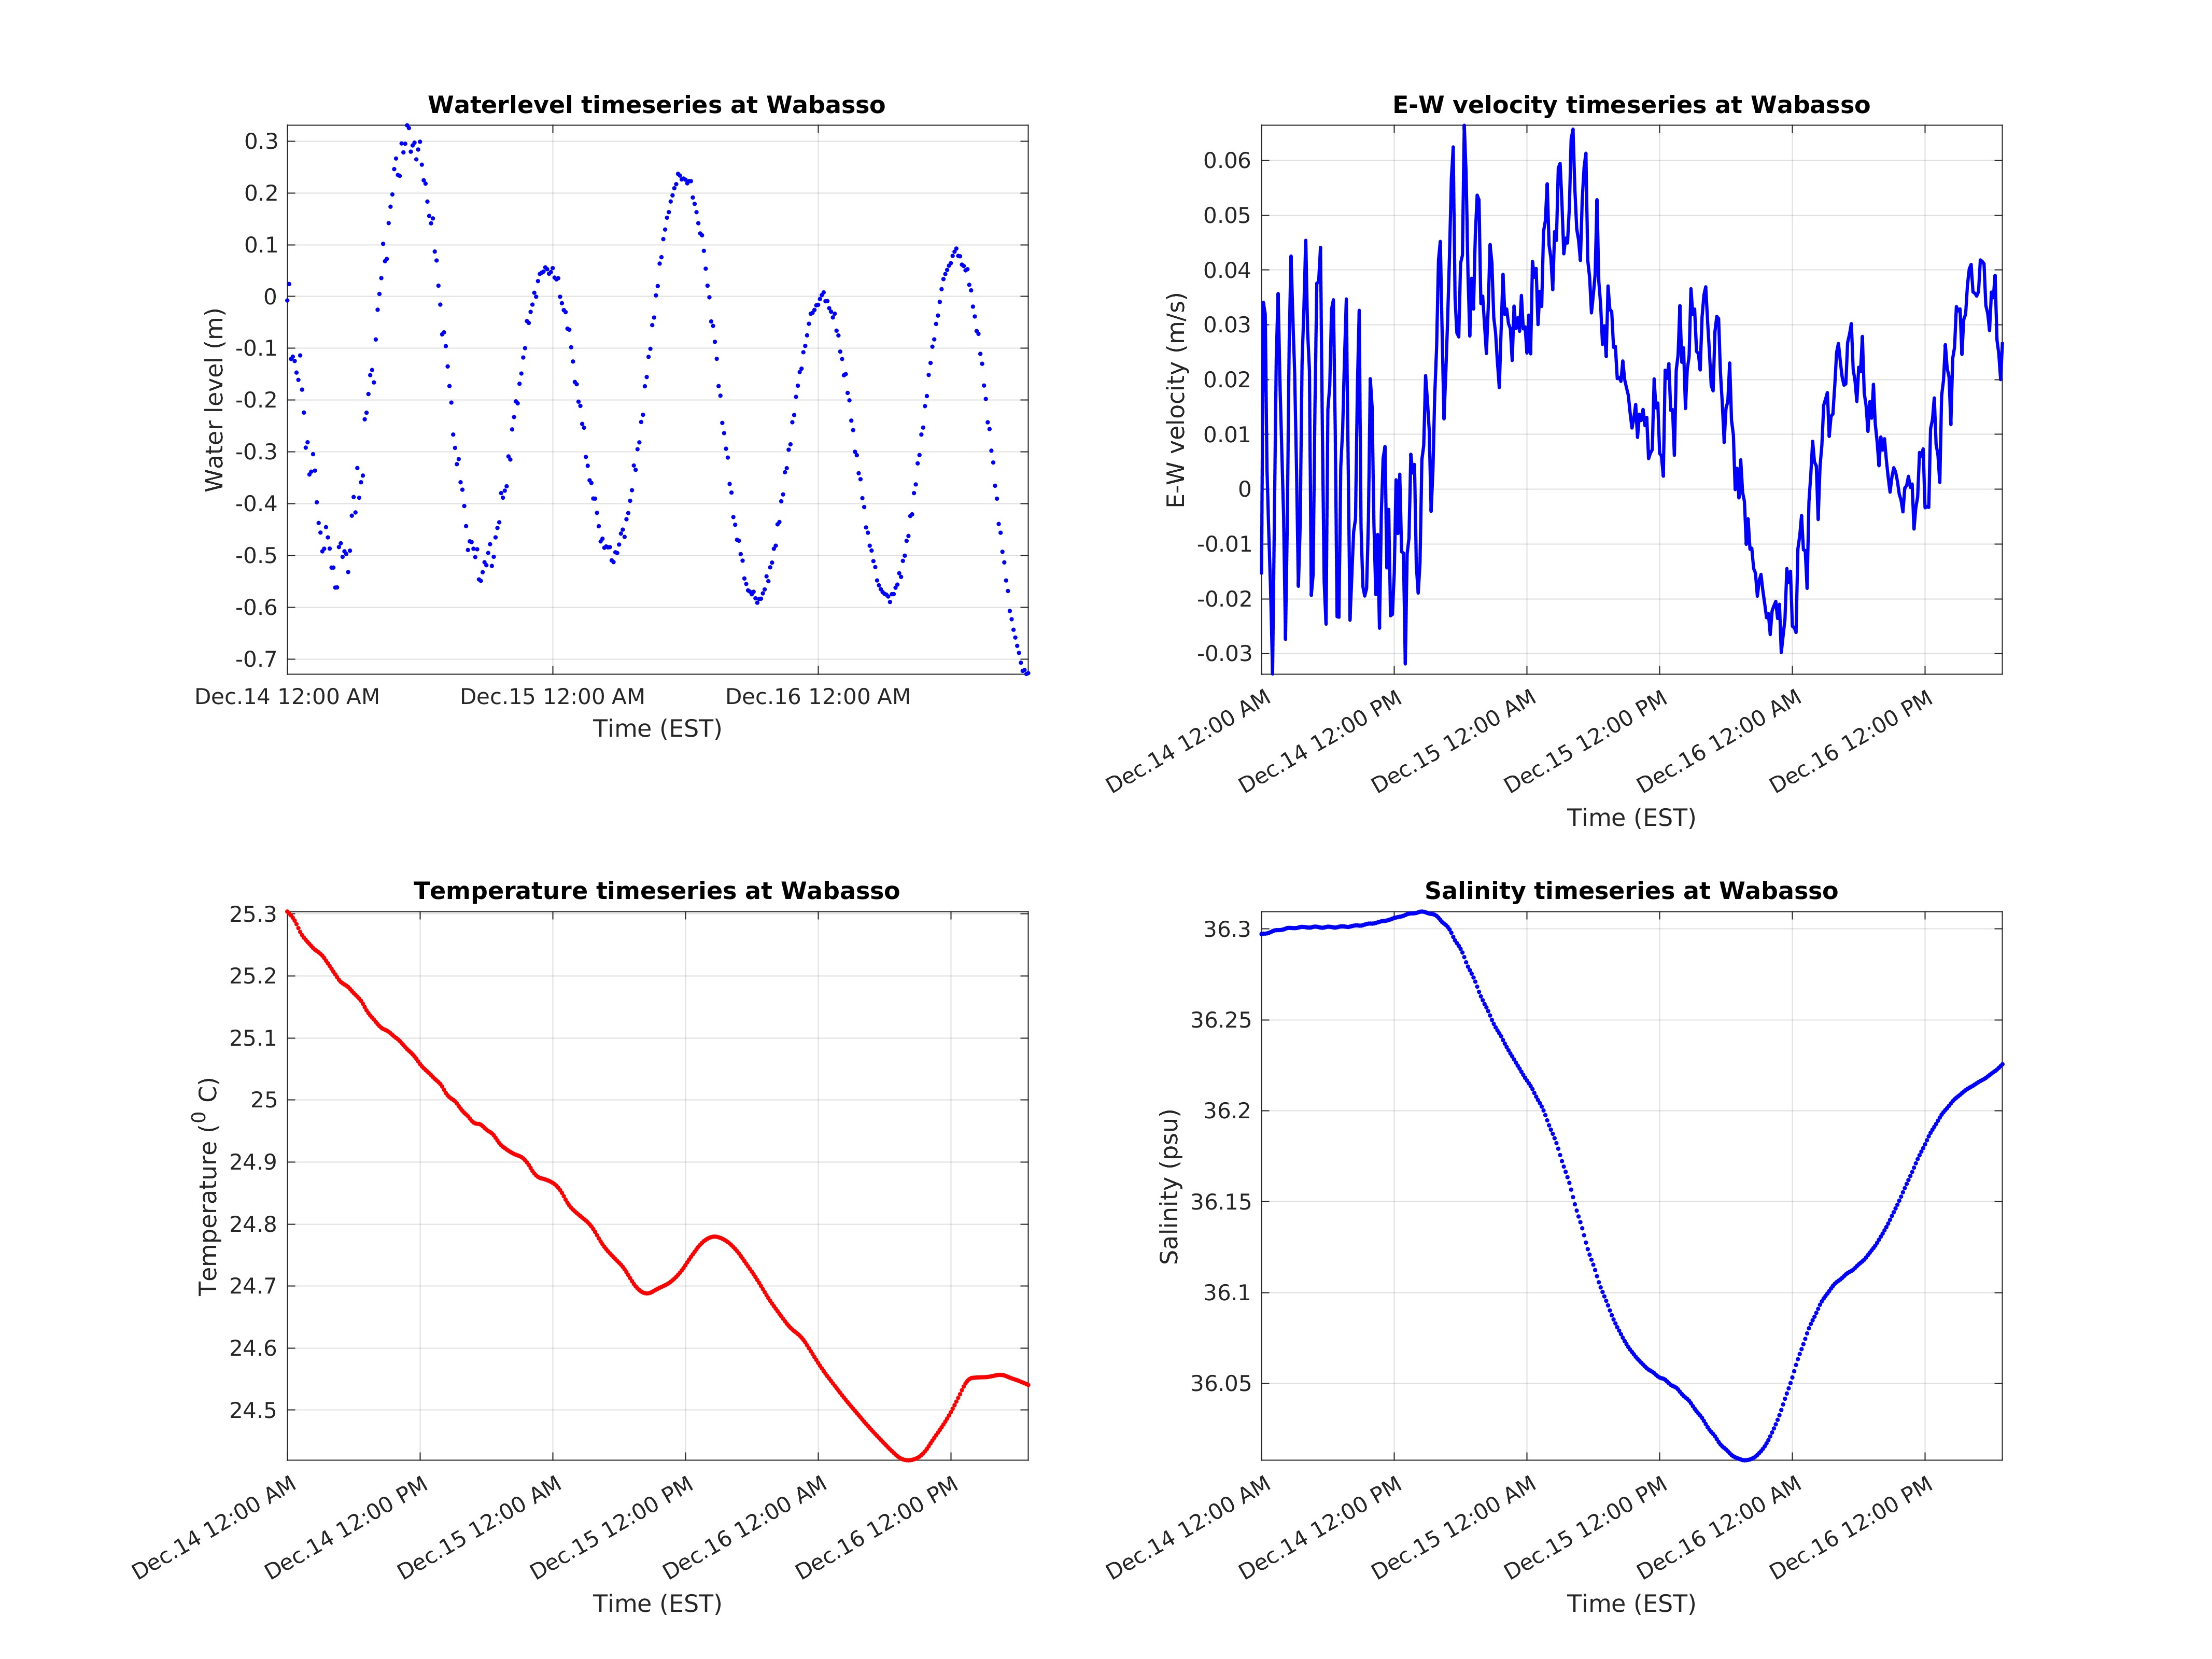 Waterlevel timeseries at Wabasso
0.3
0.2
0.1
0
-0.1
-0.2
-0.3
-0.4
-0.5
-0.6
-0.7
Water level (m)
Dec.14 12:00 AM
Dec.15 12:00 AM
Dec.16 12:00 AM
Time (EST)
E-W velocity timeseries at Wabasso
0.06
0.05
0.04
0.03
0.02
0.01
0
-0.01
-0.02
-0.03
E-W velocity (m/s)
Dec.14 12:00 AM
Dec.14 12:00 PM
Dec.15 12:00 AM
Dec.15 12:00 PM
Dec.16 12:00 AM
Dec.16 12:00 PM
Time (EST)
Temperature timeseries at Wabasso
25.3
25.2
25.1
25
24.9
24.8
24.7
24.6
24.5
Temperature (⁰ C)
Dec.14 12:00 AM
Dec.14 12:00 PM
Dec.15 12:00 AM
Dec.15 12:00 PM
Dec.16 12:00 AM
Dec.16 12:00 PM
Time (EST)
Salinity timeseries at Wabasso
36.3
36.25
36.2
36.15
36.1
36.05
Salinity (psu)
Dec.14 12:00 AM
Dec.14 12:00 PM
Dec.15 12:00 AM
Dec.15 12:00 PM
Dec.16 12:00 AM
Dec.16 12:00 PM
Time (EST)